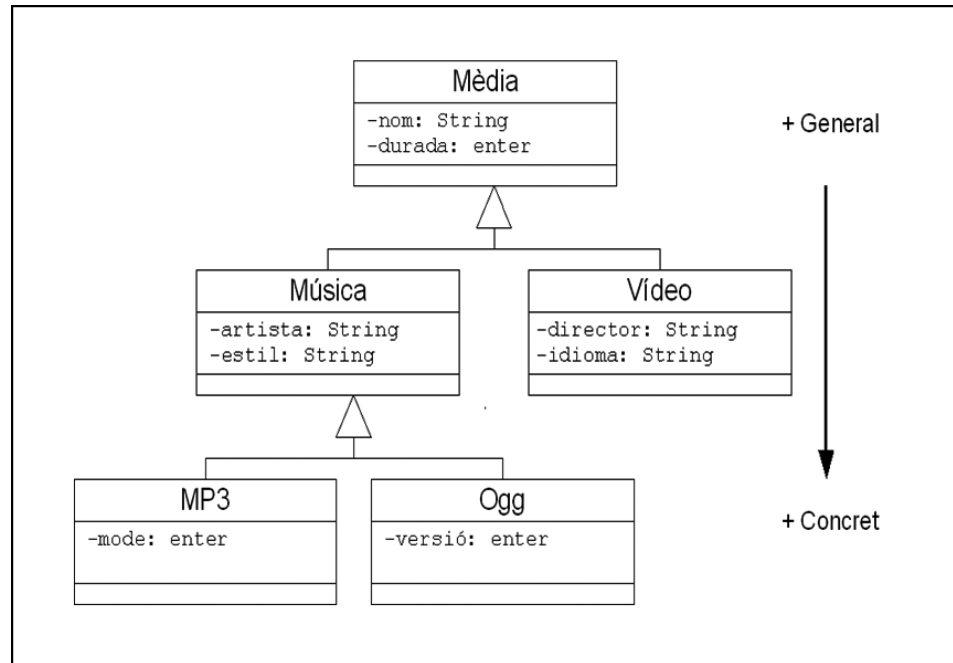 Mèdia
-nom: String
-durada: enter
+ General
Música
-artista: String
-estil: String
Vídeo
-director: String
-idioma: String
MP3
-mode: enter
Ogg
-versió: enter
+ Concret